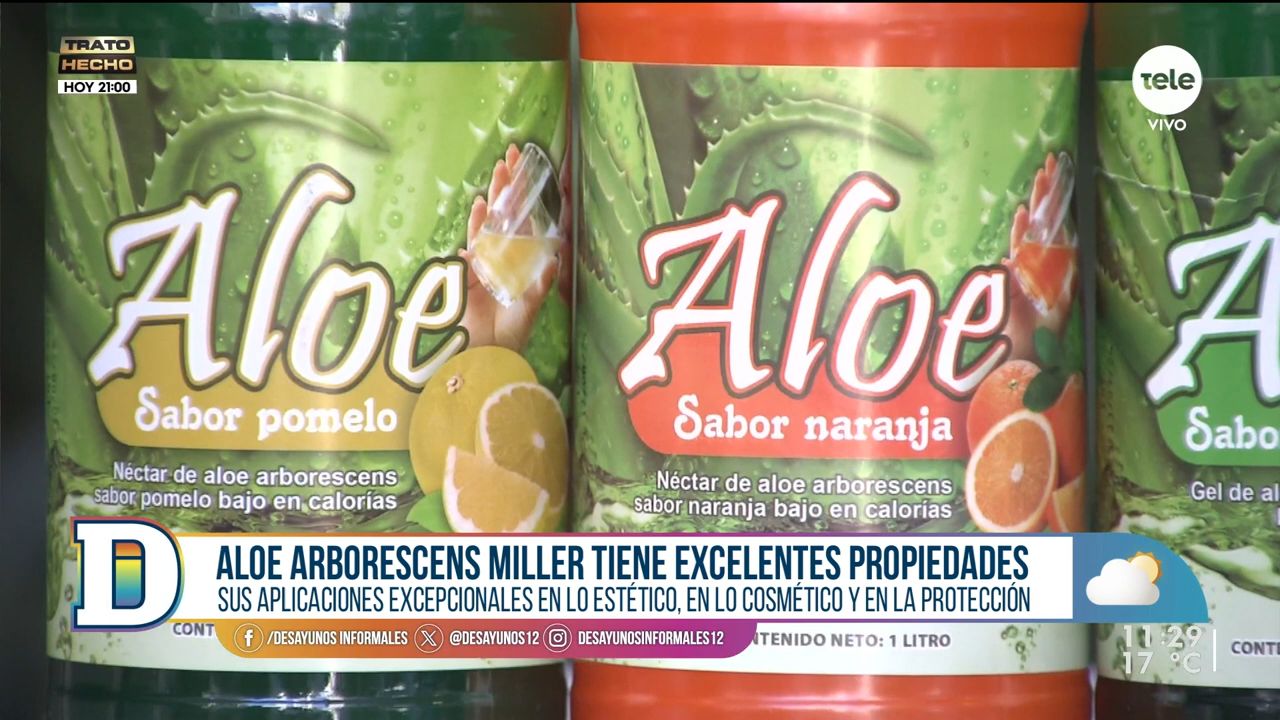 TRATO
HECHO
HOY 21:00
tele
VIVO
Aloe
Sabor pomelo
Néctar de aloe arborescens
sabor pomelo bajo en calorías
Aloe
Sabor naranja
Néctar de aloe arborescens
sabor naranja bajo en calorías
A
Sabo
Gel de al
D
ALOE ARBORESCENS MILLER TIENE EXCELENTES PROPIEDADES
SUS APLICACIONES EXCEPCIONALES EN LO ESTÉTICO, EN LO COSMÉTICO Y EN LA PROTECCIÓN
CONT
/DESAYUNOS INFORMALES
@DESAYUNOS12
DESAYUNOSINFORMALES12
NTENIDO NETO: 1 LITRO
CONTE
11:29
17 °C